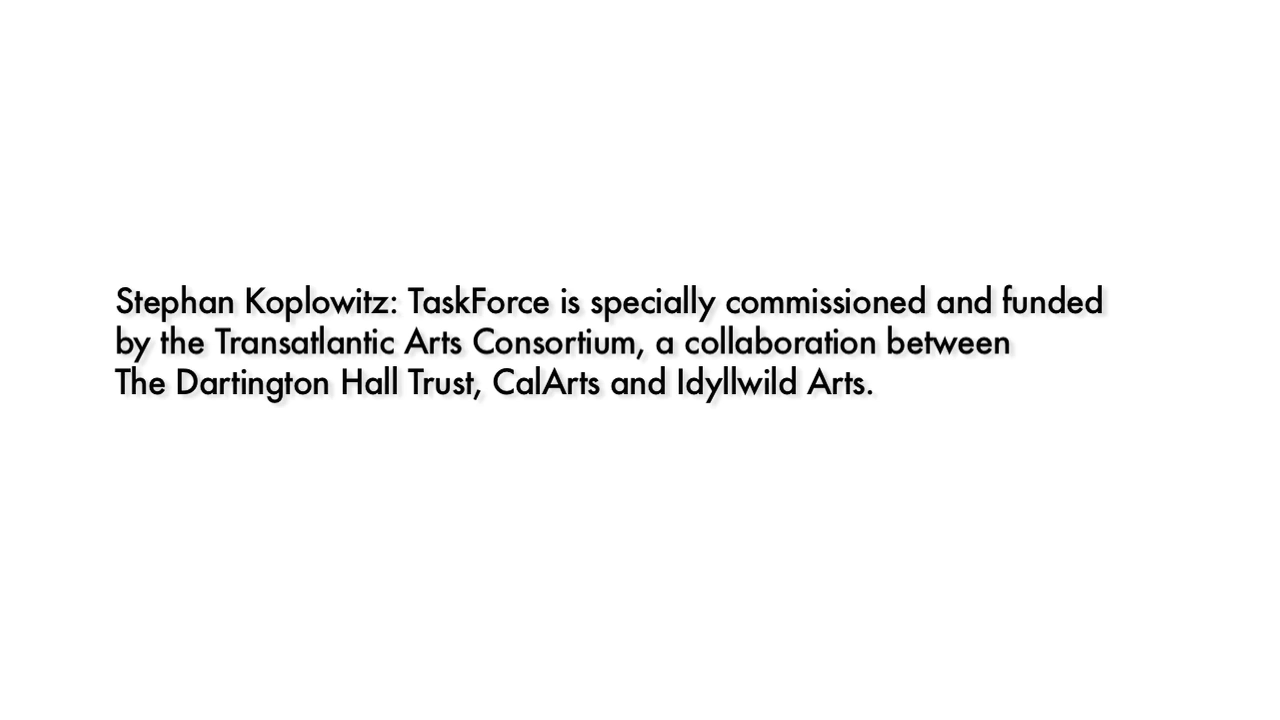 Stephan Koplowitz: TaskForce is specially commissioned and funded
by the Transatlantic Arts Consortium, a collaboration between
The Dartington Hall Trust, CalArts and Idyllwild Arts.